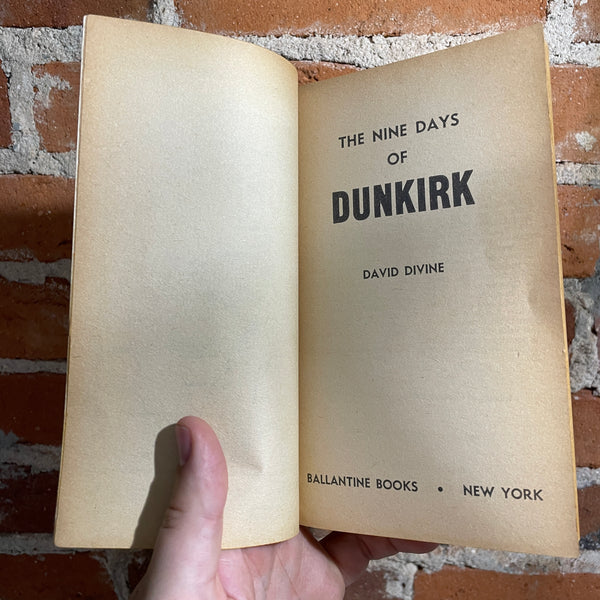 THE NINE DAYS
OF
DUNKIRK
DAVID DIVINE
BALLANTINE BOOKS • NEW YORK